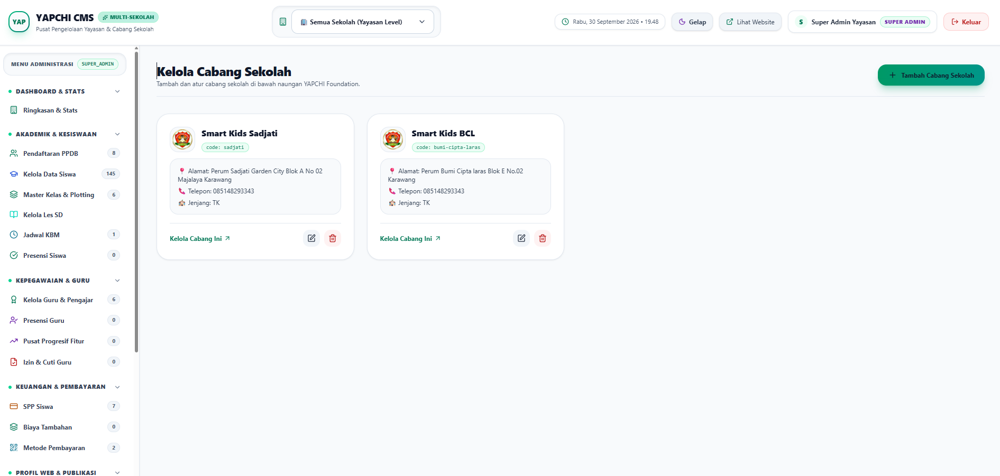 YAP
YAPCHI CMS
MULTI-SEKOLAH
Pusat Pengelolaan Yayasan & Cabang Sekolah
Semua Sekolah (Yayasan Level)
Rabu, 30 September 2026 • 19.48
Gelap
Lihat Website
S
Super Admin Yayasan
SUPER ADMIN
Keluar
MENU ADMINISTRASI
SUPER_ADMIN
DASHBOARD & STATS
Ringkasan & Stats
AKADEMIK & KESISWAAN
Pendaftaran PPDB 8
Kelola Data Siswa 145
Master Kelas & Plotting 6
Kelola Les SD
Jadwal KBM 1
Presensi Siswa 0
KEPEGAWAIAN & GURU
Kelola Guru & Pengajar 6
Presensi Guru 0
Pusat Progresif Fitur 0
Izin & Cuti Guru 0
KEUANGAN & PEMBAYARAN
SPP Siswa 7
Biaya Tambahan 0
Metode Pembayaran 2
PROFIL WEB & PUBLIKASI
Kelola Cabang Sekolah
Tambah dan atur cabang sekolah di bawah naungan YAPCHI Foundation.
Tambah Cabang Sekolah
Smart Kids Sadjati
code: sadjati
Alamat: Perum Sadjati Garden City Blok A No 02
Majalaya Karawang
Telepon: 085148293343
Jenjang: TK
Kelola Cabang Ini
Smart Kids BCL
code: bumi-cipta-laras
Alamat: Perum Bumi Cipta laras Blok E No.02
Karawang
Telepon: 085148293343
Jenjang: TK
Kelola Cabang Ini